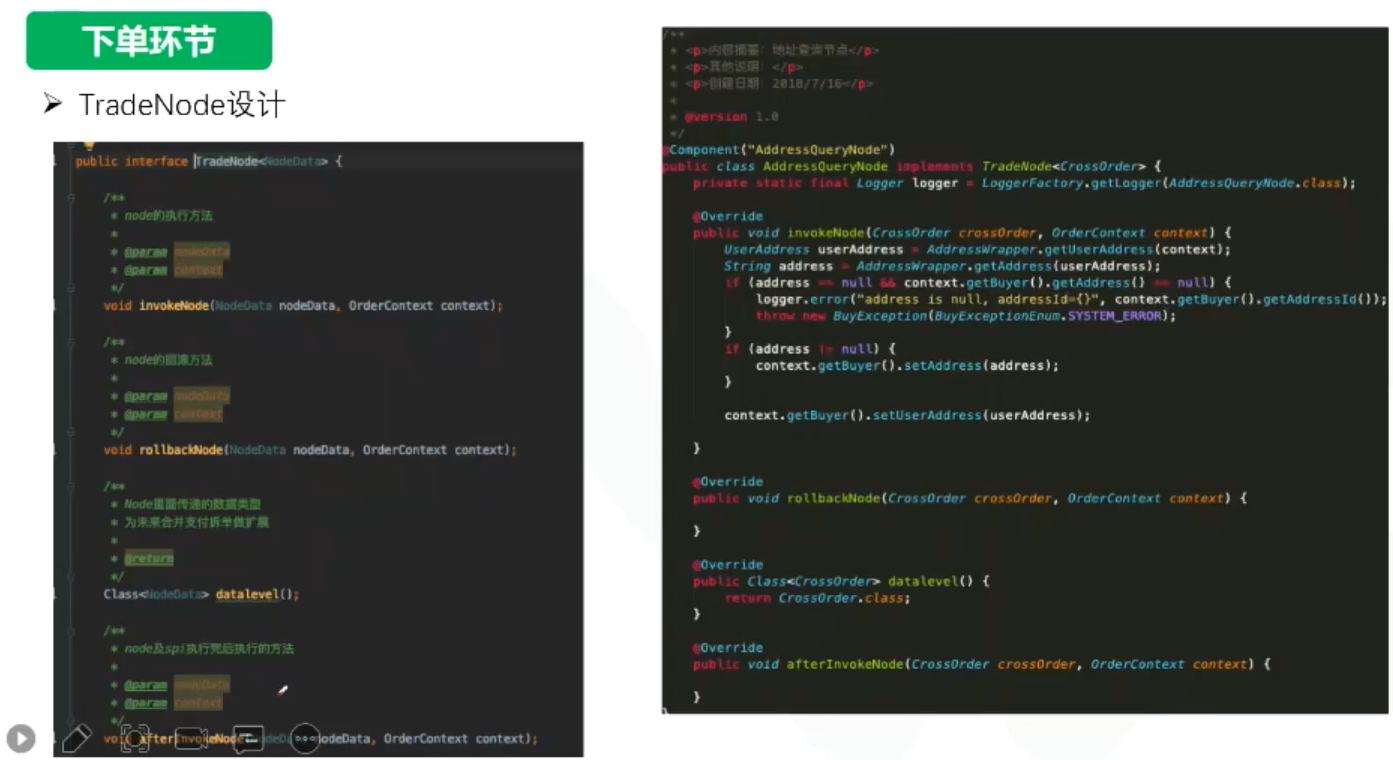 下单环节
➢ TradeNode设计
public interface TradeNode<NodeData> {
/**
* node的执行方法
*
* @param nodeData
* @param context
*/
void invokeNode(NodeData nodeData, OrderContext context);
/**
* node的回滚方法
*
* @param nodeData
* @param context
*/
void rollbackNode(NodeData nodeData, OrderContext context);
/**
* Node里面传递的数据类型
* 为未来合并支付拆单做扩展
*
* @return
*/
Class<NodeData> datalevel();
/**
* node及spi执行完后执行的方法
*
* @param nodeData
* @param context
*/
void afterInvokeNode(NodeData nodeData, OrderContext context);
/**
* <p>内容摘要: 地址查询节点</p>
* <p>其他说明: </p>
* <p>创建日期: 2018/7/16</p>
*
* @version 1.0
*/
@Component("AddressQueryNode")
public class AddressQueryNode implements TradeNode<CrossOrder> {
private static final Logger logger = LoggerFactory.getLogger(AddressQueryNode.class);
@Override
public void invokeNode(CrossOrder crossOrder, OrderContext context) {
UserAddress userAddress = AddressWrapper.getUserAddress(context);
String address = AddressWrapper.getAddress(userAddress);
if (address == null && context.getBuyer().getAddress() == null) {
logger.error("address is null, addressId={}", context.getBuyer().getAddressId());
throw new BuyException(BuyExceptionEnum.SYSTEM_ERROR);
}
if (address != null) {
context.getBuyer().setAddress(address);
}
context.getBuyer().setUserAddress(userAddress);
}
@Override
public void rollbackNode(CrossOrder crossOrder, OrderContext context) {
}
@Override
public Class<CrossOrder> datalevel() {
return CrossOrder.class;
}
@Override
public void afterInvokeNode(CrossOrder crossOrder, OrderContext context) {
}
}